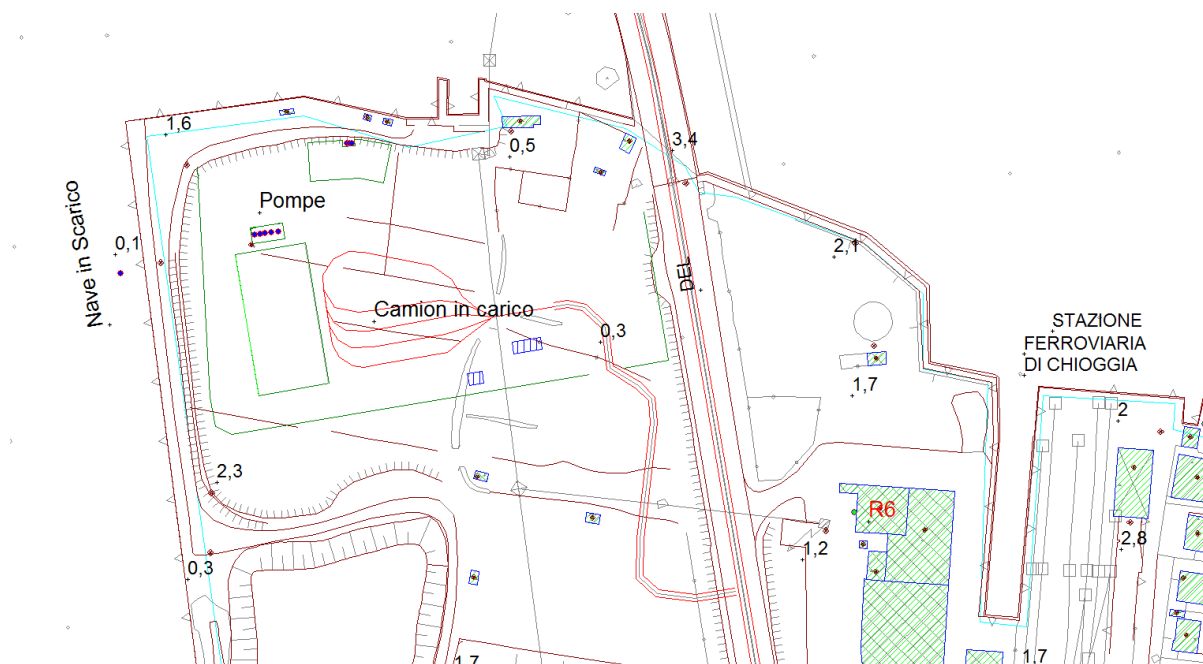 1,6
0,5
3,4
Pompe
Nave in Scarico
0,1
2,1
DEL
Camion in carico
0,3
STAZIONE
FERROVIARIA
DI CHIOGGIA
1,7
2
2,3
R6
1,2
2,8
0,3
1,7
1,7